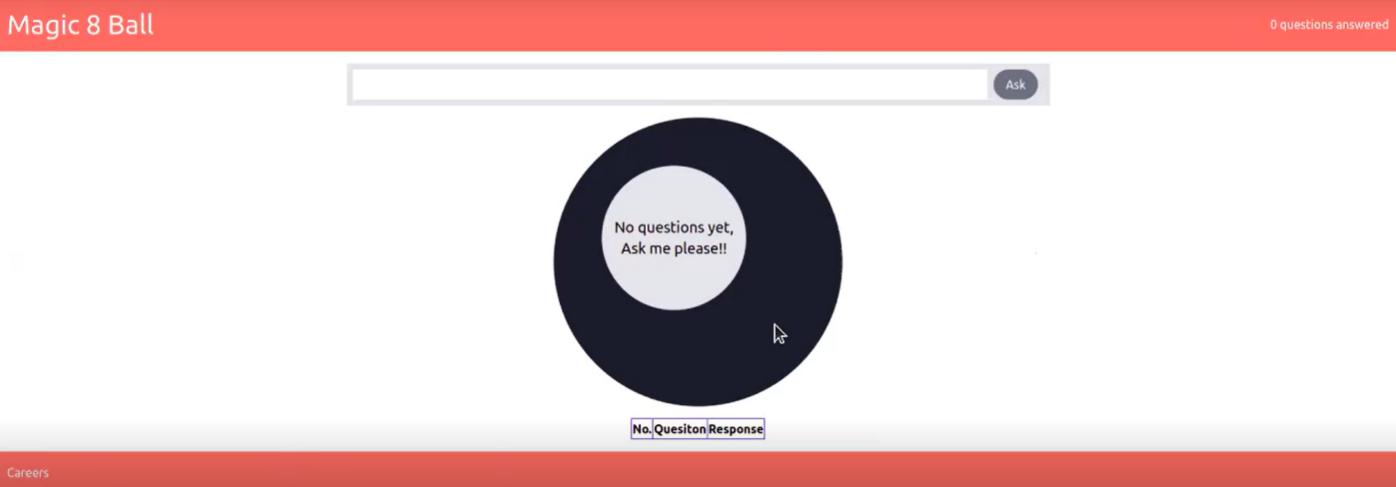 Magic 8 Ball
0 questions answered
Ask
No questions yet,
Ask me please!!
No. Quesiton Response
Careers